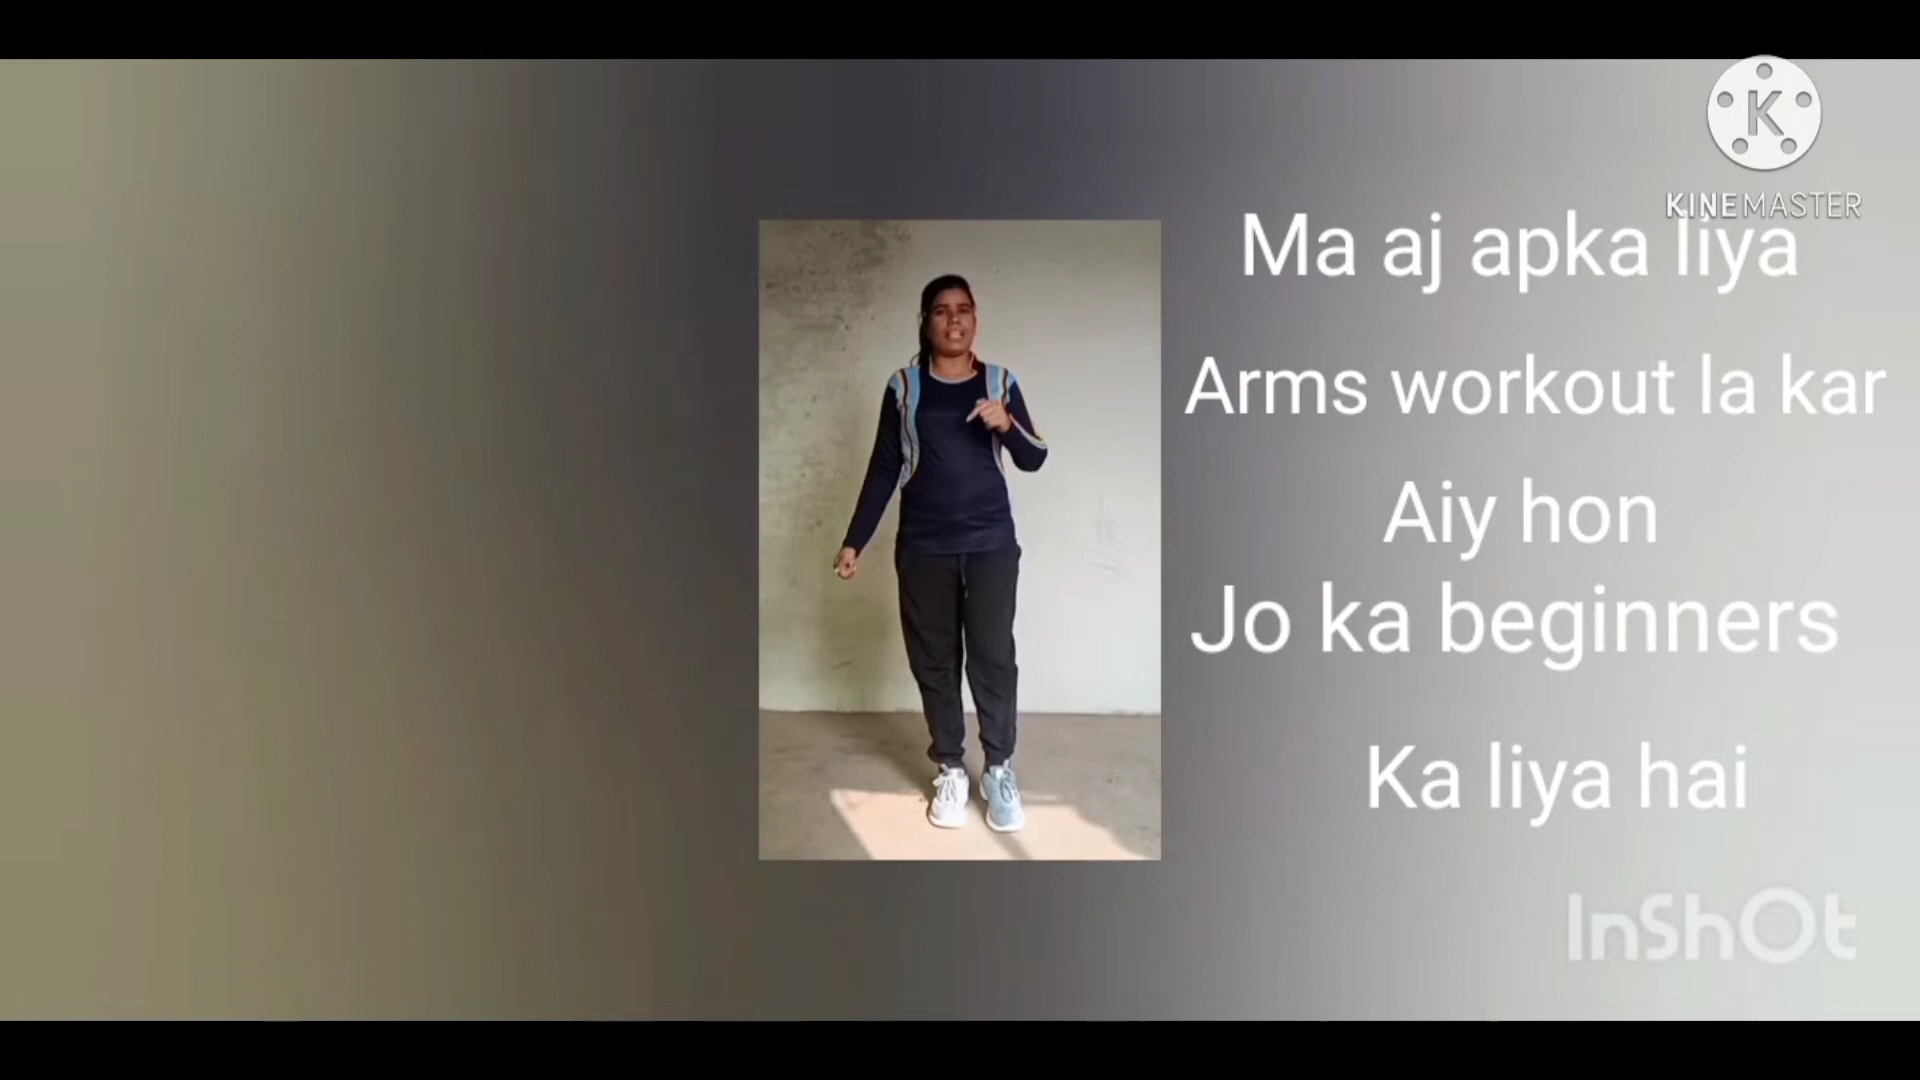 K
KINEMASTER
Ma aj apka liya
Arms workout la kar
Aiy hon
Jo ka beginners
Ka liya hai
InShOt